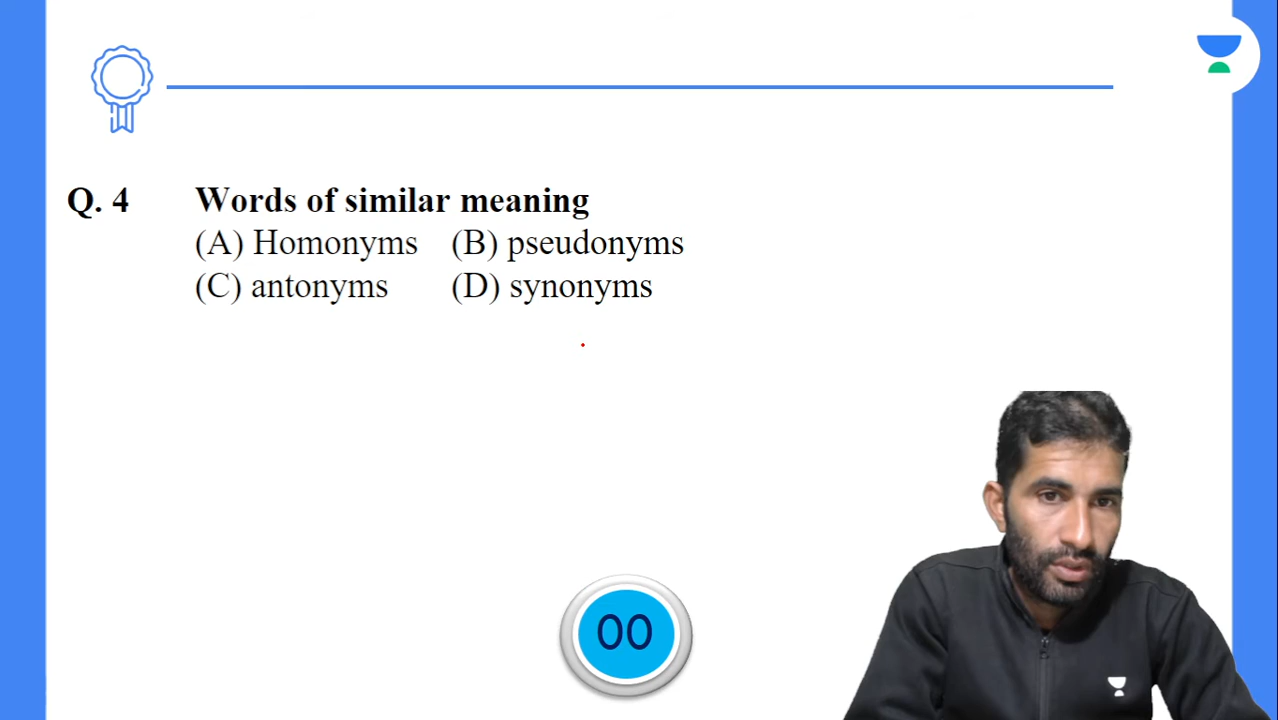 Q. 4 Words of similar meaning
(A) Homonyms (B) pseudonyms
(C) antonyms (D) synonyms
00